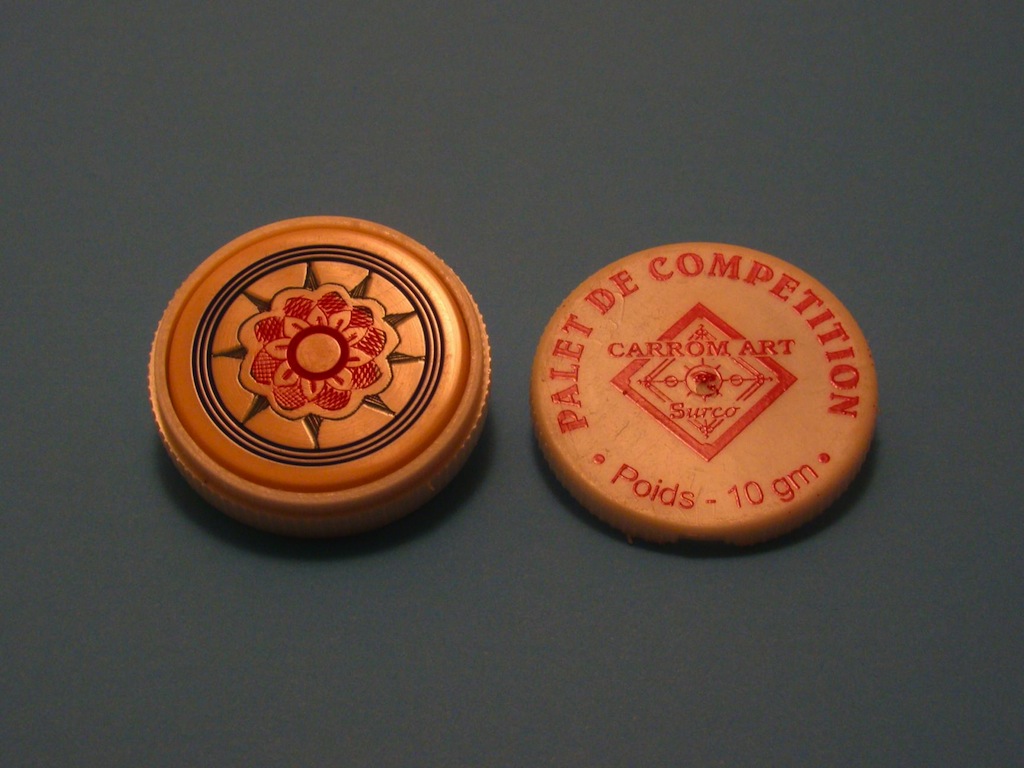 PALET DE COMPETITION
CARROM ART
Surco
• Poids - 10 gm •